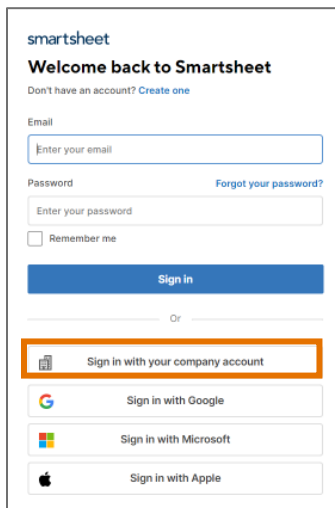 smartsheet
Welcome back to Smartsheet
Don't have an account? Create one
Email
Enter your email
Password Forgot your password?
Enter your password
Remember me
Sign in
Or
Sign in with your company account
Sign in with Google
Sign in with Microsoft
Sign in with Apple